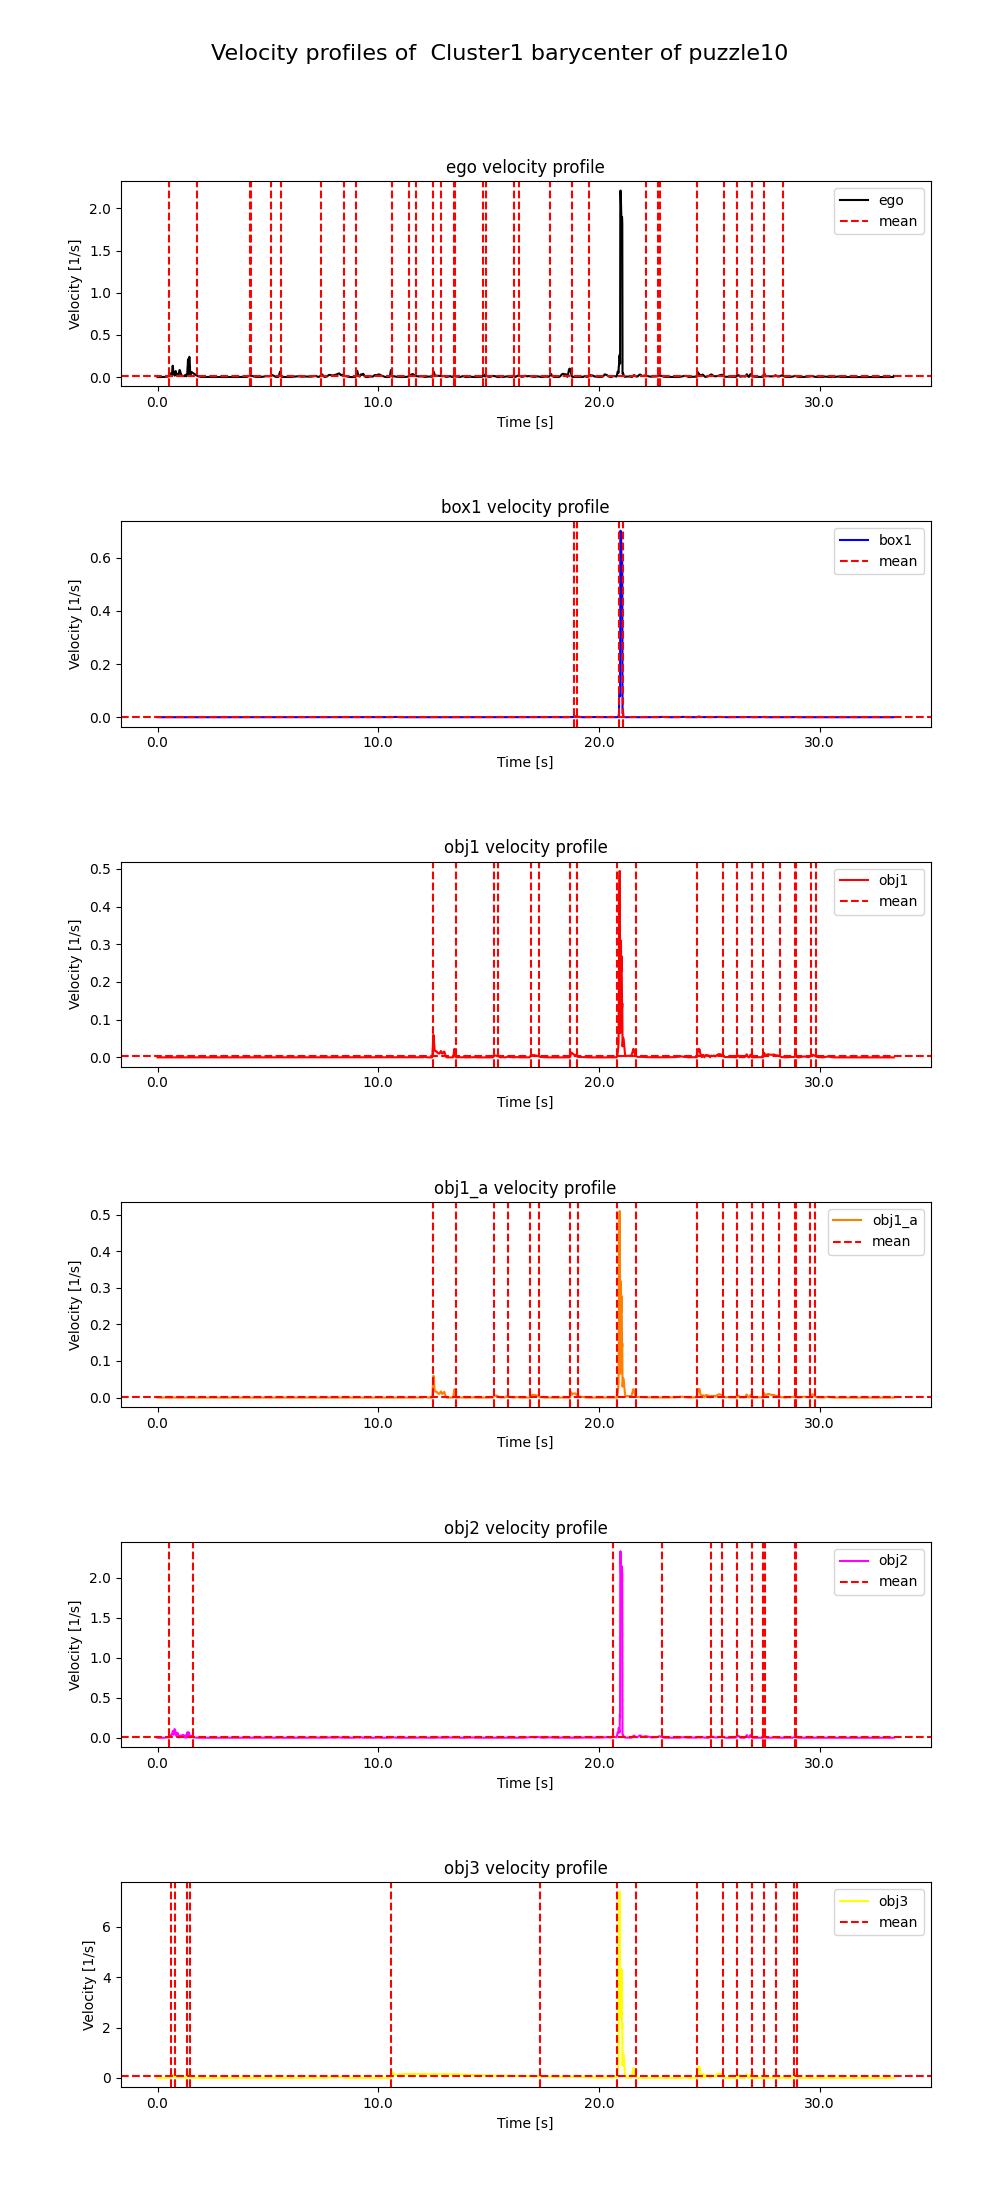 Velocity profiles of  Cluster1 barycenter of puzzle10
ego velocity profile
ego
mean
2.0
1.5
1.0
0.5
0.0
Velocity [1/s]
0.0 10.0 20.0 30.0
Time [s]
box1 velocity profile
box1
mean
0.6
0.4
0.2
0.0
Velocity [1/s]
0.0 10.0 20.0 30.0
Time [s]
obj1 velocity profile
obj1
mean
0.5
0.4
0.3
0.2
0.1
0.0
Velocity [1/s]
0.0 10.0 20.0 30.0
Time [s]
obj1_a velocity profile
obj1_a
mean
0.5
0.4
0.3
0.2
0.1
0.0
Velocity [1/s]
0.0 10.0 20.0 30.0
Time [s]
obj2 velocity profile
obj2
mean
2.0
1.5
1.0
0.5
0.0
Velocity [1/s]
0.0 10.0 20.0 30.0
Time [s]
obj3 velocity profile
obj3
mean
6
4
2
0
Velocity [1/s]
0.0 10.0 20.0 30.0
Time [s]